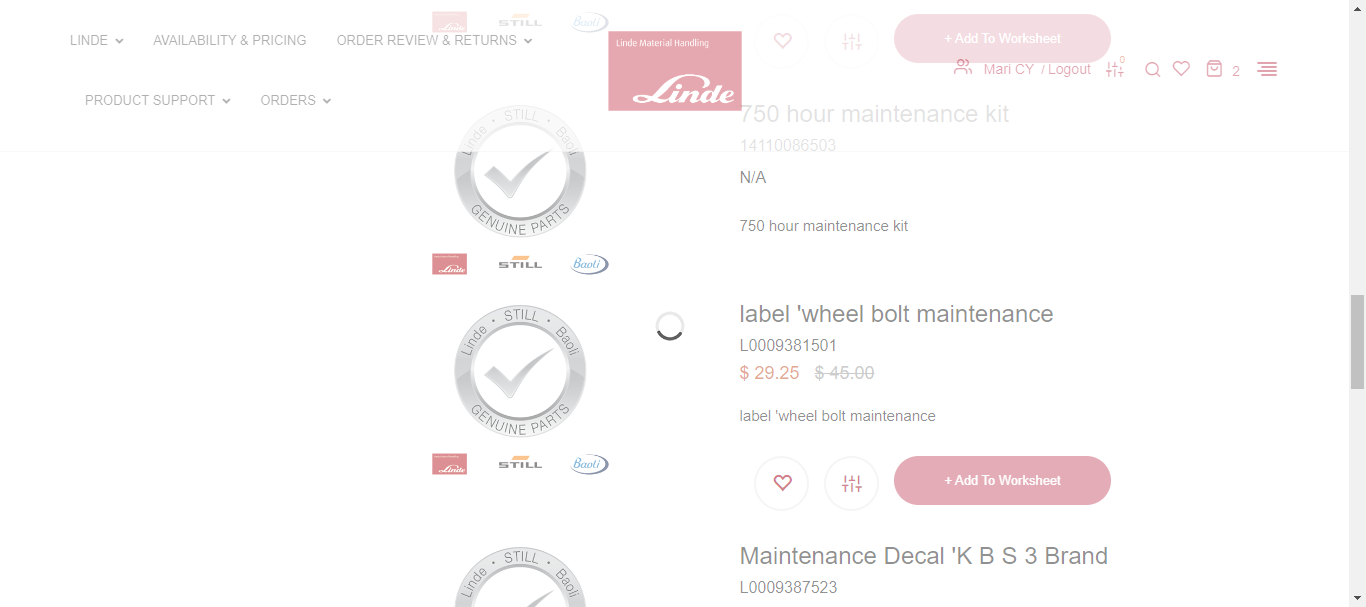 Linde STILL Baoli
+ Add To Worksheet
LINDE AVAILABILITY & PRICING ORDER REVIEW & RETURNS
Linde Material Handling
Linde
Mari CY / Logout 0 2
PRODUCT SUPPORT ORDERS
Linde • STILL • Baoli
GENUINE PARTS
750 hour maintenance kit
14110086503
N/A
750 hour maintenance kit
Linde STILL Baoli
Linde • STILL • Baoli
GENUINE PARTS
label 'wheel bolt maintenance
L0009381501
$ 29.25 $ 45.00
label 'wheel bolt maintenance
Linde STILL Baoli
+ Add To Worksheet
Linde • STILL • Baoli
Maintenance Decal 'K B S 3 Brand
L0009387523